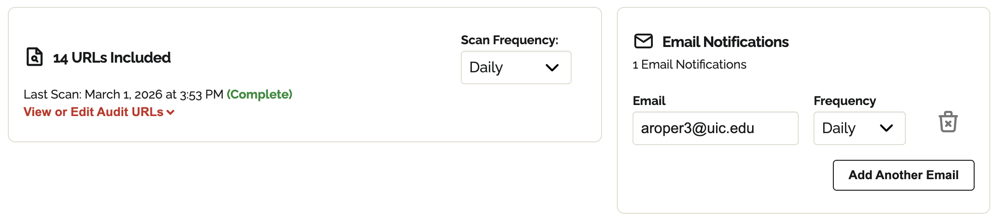 14 URLs Included
Scan Frequency:
Daily
Last Scan: March 1, 2026 at 3:53 PM (Complete)
View or Edit Audit URLs
Email Notifications
1 Email Notifications
Email
Frequency
aroper3@uic.edu
Daily
Add Another Email